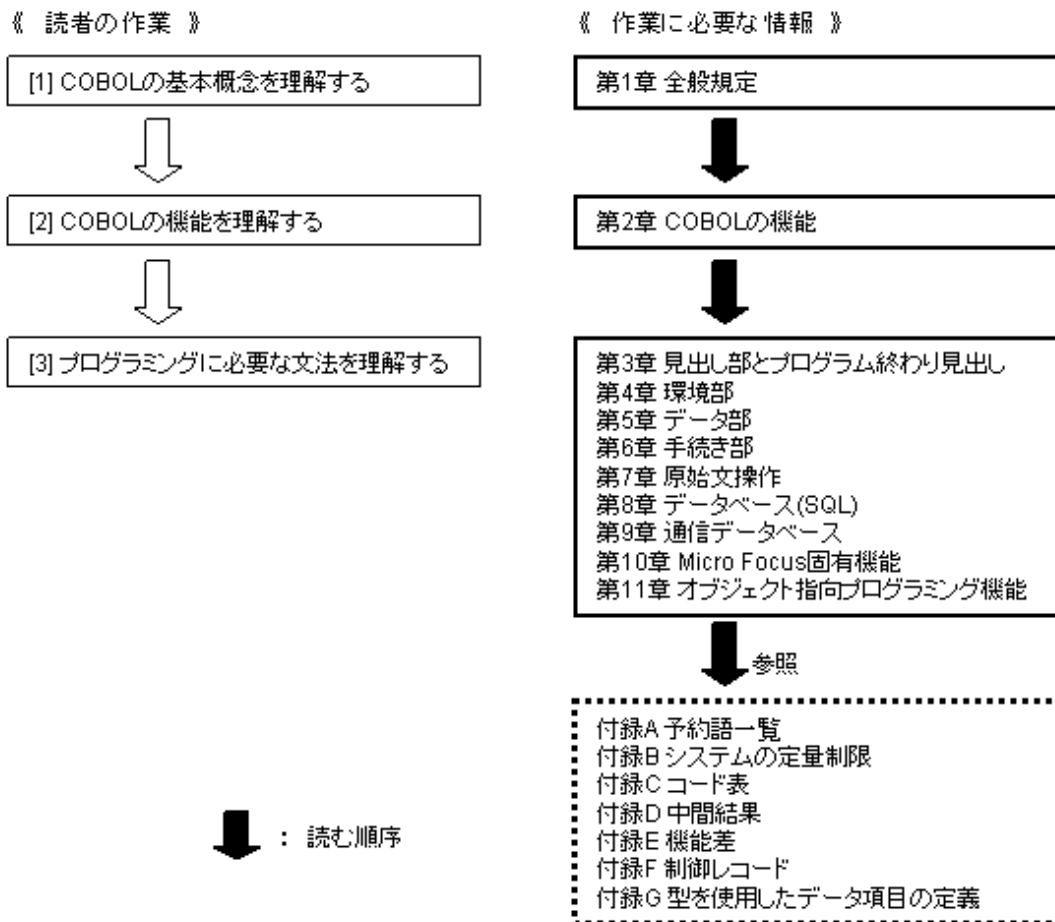 《 読者の作業 》
[1] COBOLの基本概念を理解する
[2] COBOLの機能を理解する
[3] プログラミングに必要な文法を理解する
《 作業に必要な情報 》
第1章 全般規定
第2章 COBOLの機能
第3章 見出し部とプログラム終わり見出し
第4章 環境部
第5章 データ部
第6章 手続き部
第7章 原始文操作
第8章 データベース(SQL)
第9章 通信データベース
第10章 Micro Focus固有機能
第11章 オブジェクト指向プログラミング機能
参照
付録A 予約語一覧
付録B システムの定量制限
付録C コード表
付録D 中間結果
付録E 機能差
付録F 制御レコード
付録G 型を使用したデータ項目の定義
: 読む順序